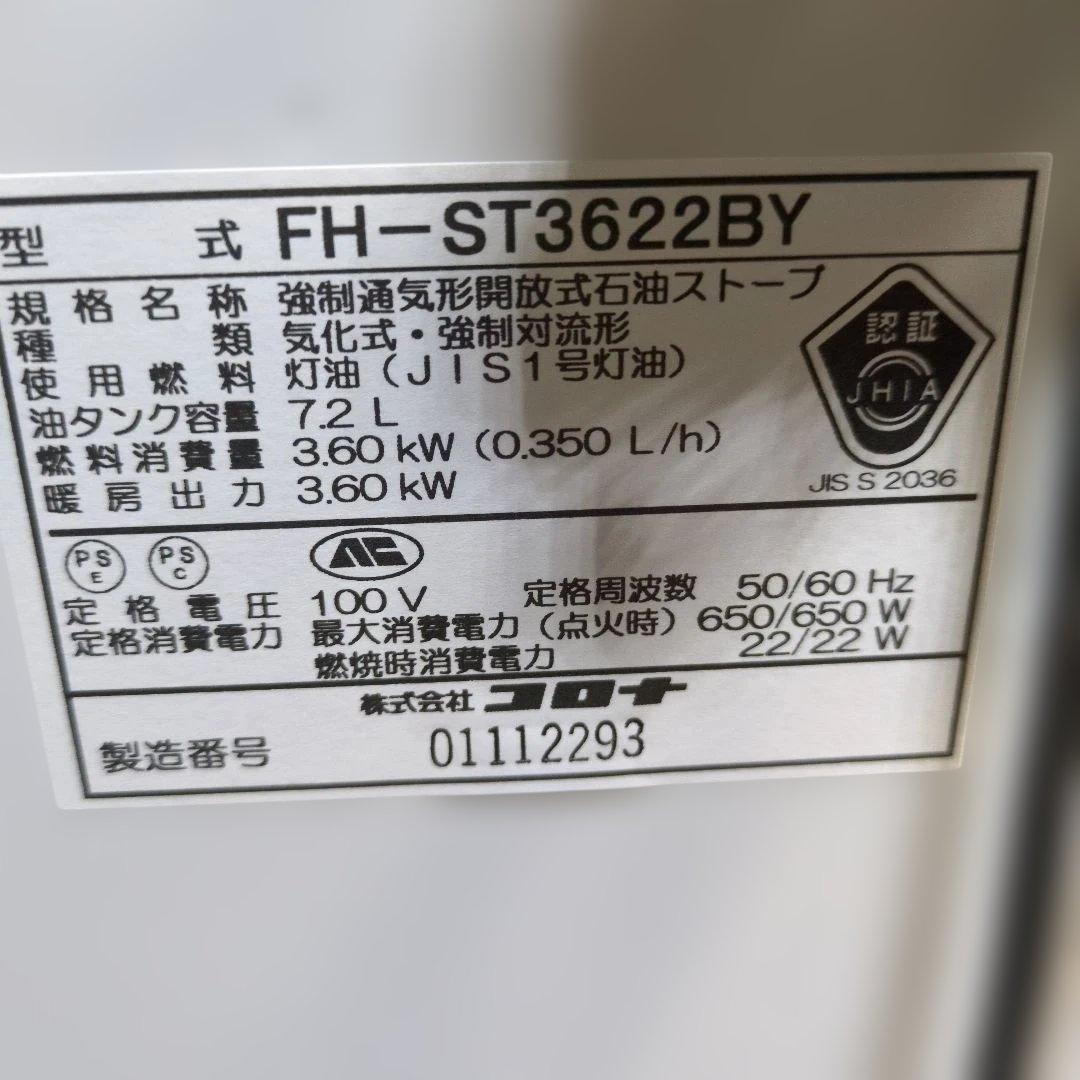 型式 FH-ST3622BY
規格名称 強制通気形開放式石油ストーブ
種類 気化式・強制対流形
使用燃料 灯油(JIS1号灯油)
油タンク容量 7.2 L
燃料消費量 3.60 kW (0.350 L/h)
暖房出力 3.60 kW
認証
JHIA
JIS S 2036
PS E PS C
定格電圧 100 V 定格周波数 50/60 Hz
定格消費電力 最大消費電力(点火時) 650/650 W
燃焼時消費電力 22/22 W
株式会社 コロナ
製造番号 01112293